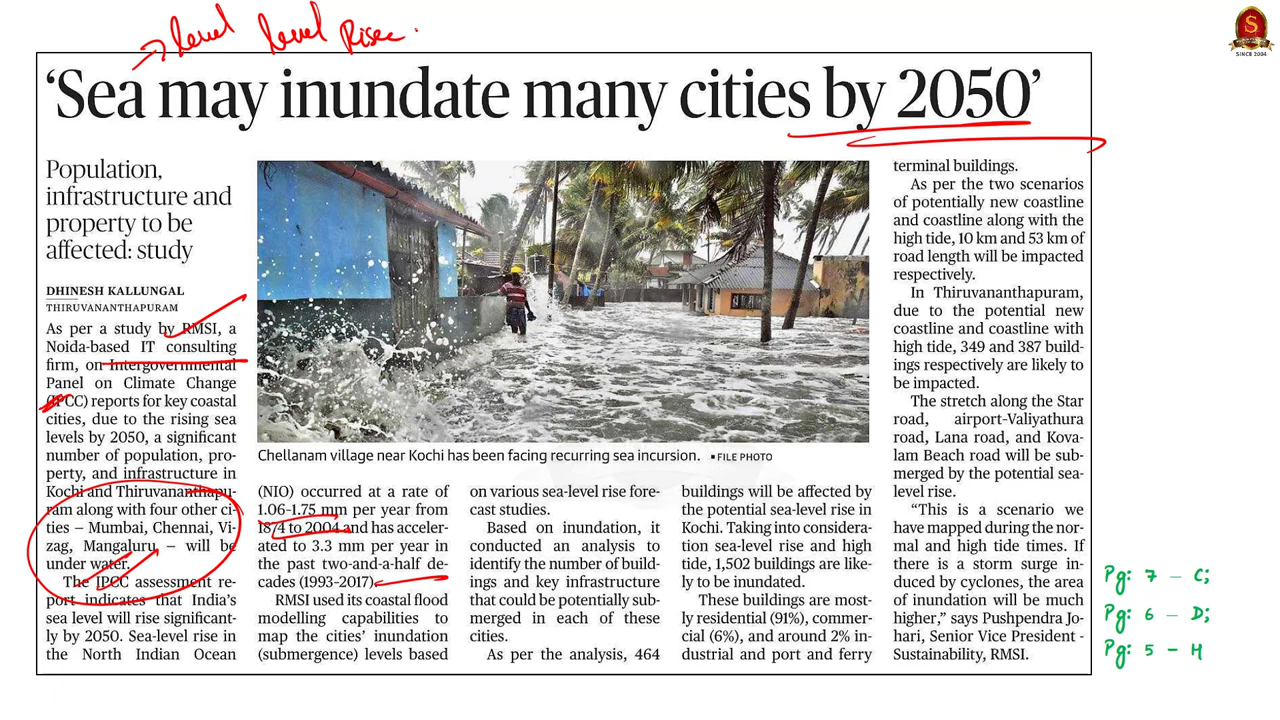 level level Rise.
S
SINCE 2004
‘Sea may inundate many cities by 2050’
Population,
infrastructure and
property to be
affected: study
DHINESH KALLUNGAL
THIRUVANANTHAPURAM
As per a study by RMSI, a
Noida-based IT consulting
firm, on Intergovernmental
Panel on Climate Change
(IPCC) reports for key coastal
cities, due to the rising sea
levels by 2050, a significant
number of population, pro-
perty, and infrastructure in
Kochi and Thiruvananthapu-
ram along with four other ci-
ties – Mumbai, Chennai, Vi-
zag, Mangaluru – will be
under water.
The IPCC assessment re-
port indicates that India’s
sea level will rise significant-
ly by 2050. Sea-level rise in
the North Indian Ocean
Chellanam village near Kochi has been facing recurring sea incursion. ▪ FILE PHOTO
(NIO) occurred at a rate of
1.06-1.75 mm per year from
1874 to 2004 and has acceler-
ated to 3.3 mm per year in
the past two-and-a-half de-
cades (1993-2017).
RMSI used its coastal flood
modelling capabilities to
map the cities’ inundation
(submergence) levels based
on various sea-level rise fore-
cast studies.
Based on inundation, it
conducted an analysis to
identify the number of build-
ings and key infrastructure
that could be potentially sub-
merged in each of these
cities.
As per the analysis, 464
buildings will be affected by
the potential sea-level rise in
Kochi. Taking into considera-
tion sea-level rise and high
tide, 1,502 buildings are like-
ly to be inundated.
These buildings are most-
ly residential (91%), commer-
cial (6%), and around 2% in-
dustrial and port and ferry
terminal buildings.
As per the two scenarios
of potentially new coastline
and coastline along with the
high tide, 10 km and 53 km of
road length will be impacted
respectively.
In Thiruvananthapuram,
due to the potential new
coastline and coastline with
high tide, 349 and 387 build-
ings respectively are likely to
be impacted.
The stretch along the Star
road, airport-Valiyathura
road, Lana road, and Kova-
lam Beach road will be sub-
merged by the potential sea-
level rise.
“This is a scenario we
have mapped during the nor-
mal and high tide times. If
there is a storm surge in-
duced by cyclones, the area
of inundation will be much
higher,” says Pushpendra Jo-
hari, Senior Vice President -
Sustainability, RMSI.
Pg: 7 - C;
Pg: 6 - D;
Pg: 5 - H